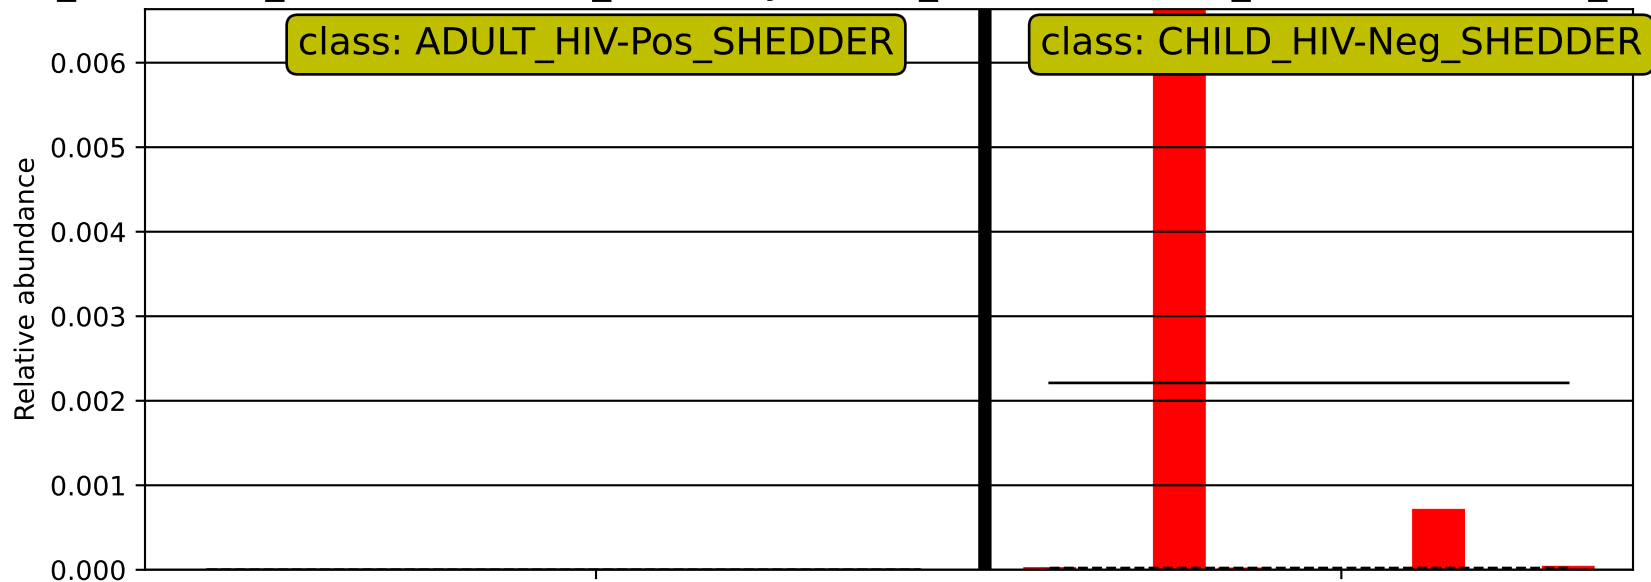 class: ADULT_HIV-Pos_SHEDDER
class: CHILD_HIV-Neg_SHEDDER
0.006
0.005
0.004
0.003
0.002
0.001
0.000
Relative abundance